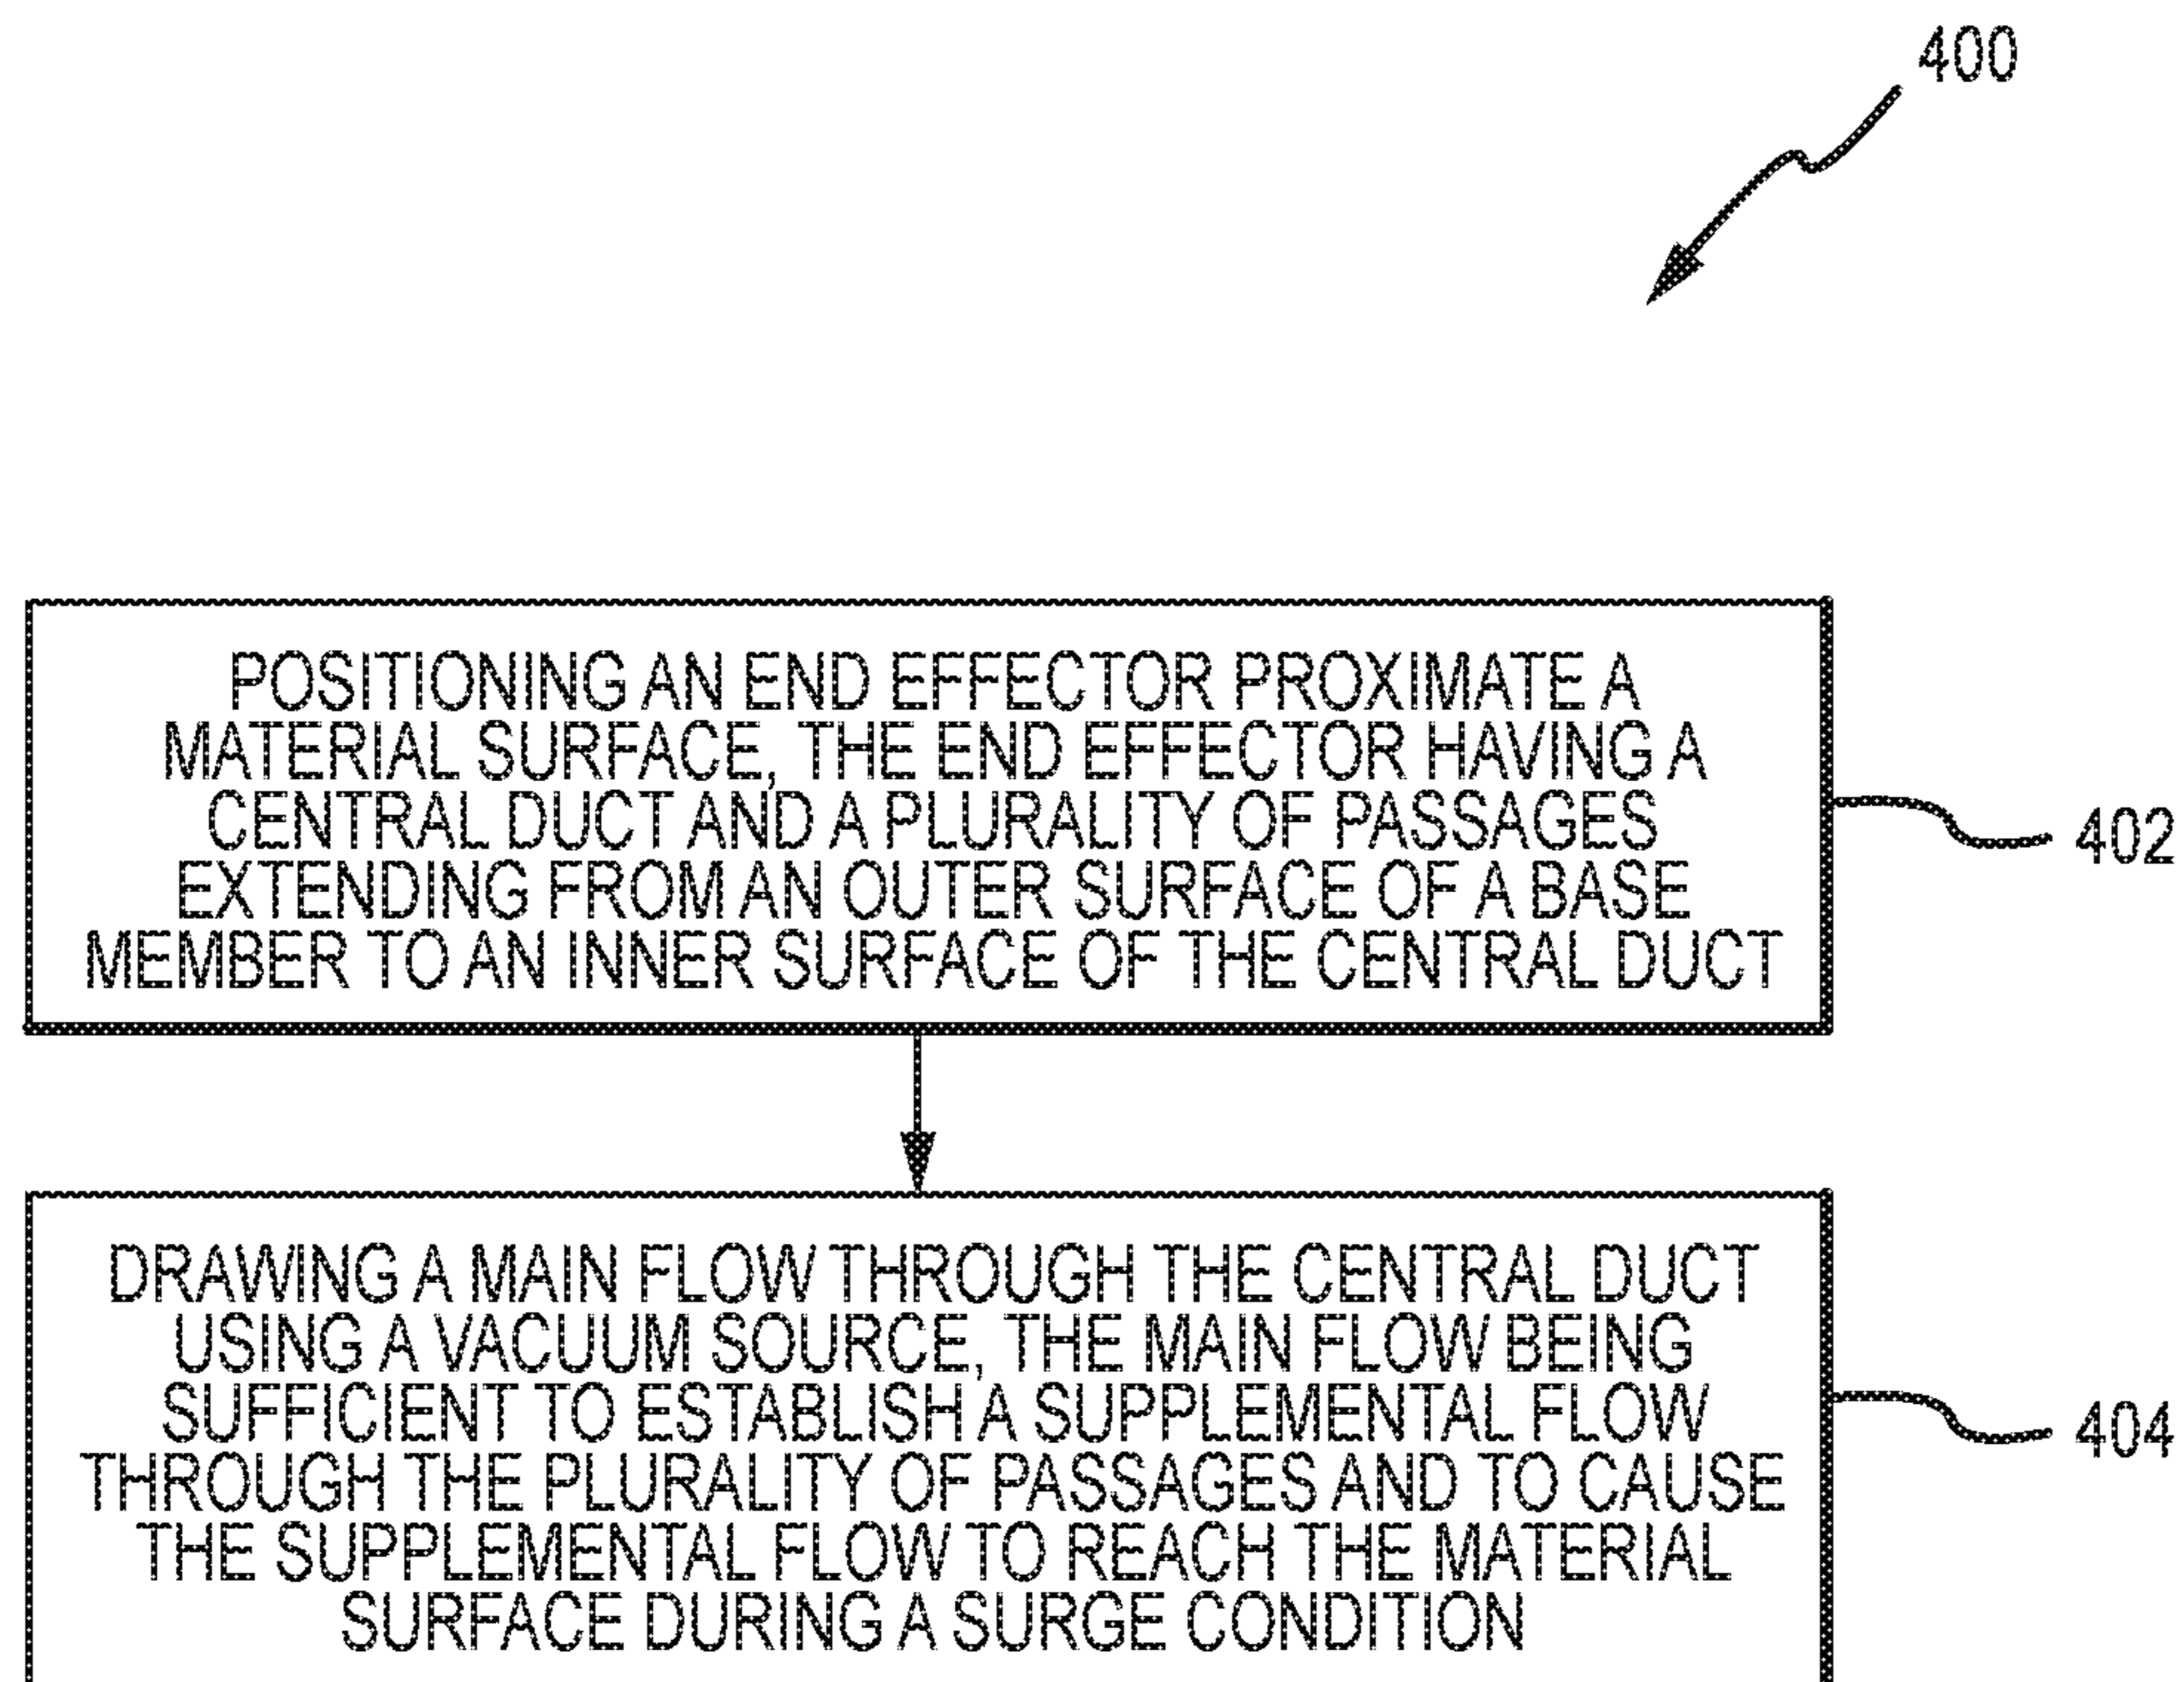 400
POSITIONING AN END EFFECTOR PROXIMATE A
MATERIAL SURFACE, THE END EFFECTOR HAVING A
CENTRAL DUCT AND A PLURALITY OF PASSAGES
EXTENDING FROM AN OUTER SURFACE OF A BASE
MEMBER TO AN INNER SURFACE OF THE CENTRAL DUCT
402
DRAWING A MAIN FLOW THROUGH THE CENTRAL DUCT
USING A VACUUM SOURCE, THE MAIN FLOW BEING
SUFFICIENT TO ESTABLISH A SUPPLEMENTAL FLOW
THROUGH THE PLURALITY OF PASSAGES AND TO CAUSE
THE SUPPLEMENTAL FLOW TO REACH THE MATERIAL
SURFACE DURING A SURGE CONDITION
404